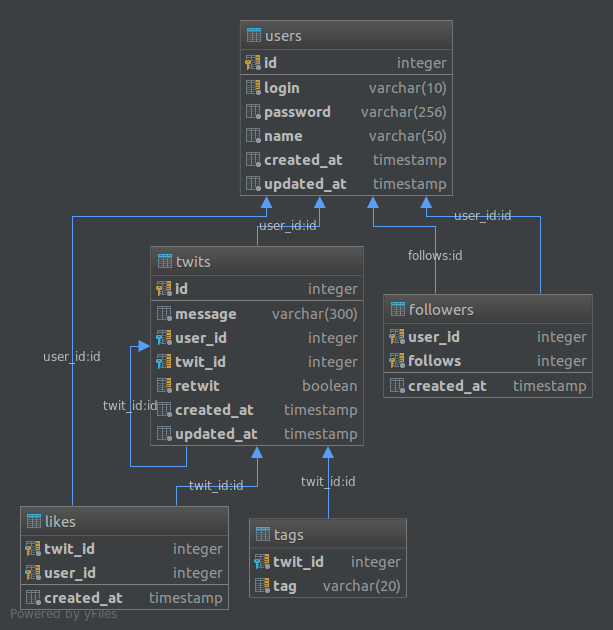 users
id integer
login varchar(10)
password varchar(256)
name varchar(50)
created_at timestamp
updated_at timestamp
user_id:id
user_id:id
follows:id
twits
id integer
message varchar(300)
user_id integer
twit_id integer
retwit boolean
created_at timestamp
updated_at timestamp
followers
user_id integer
follows integer
created_at timestamp
user_id:id
twit_id:id
twit_id:id
twit_id:id
likes
twit_id integer
user_id integer
created_at timestamp
tags
twit_id integer
tag varchar(20)
Powered by yFiles